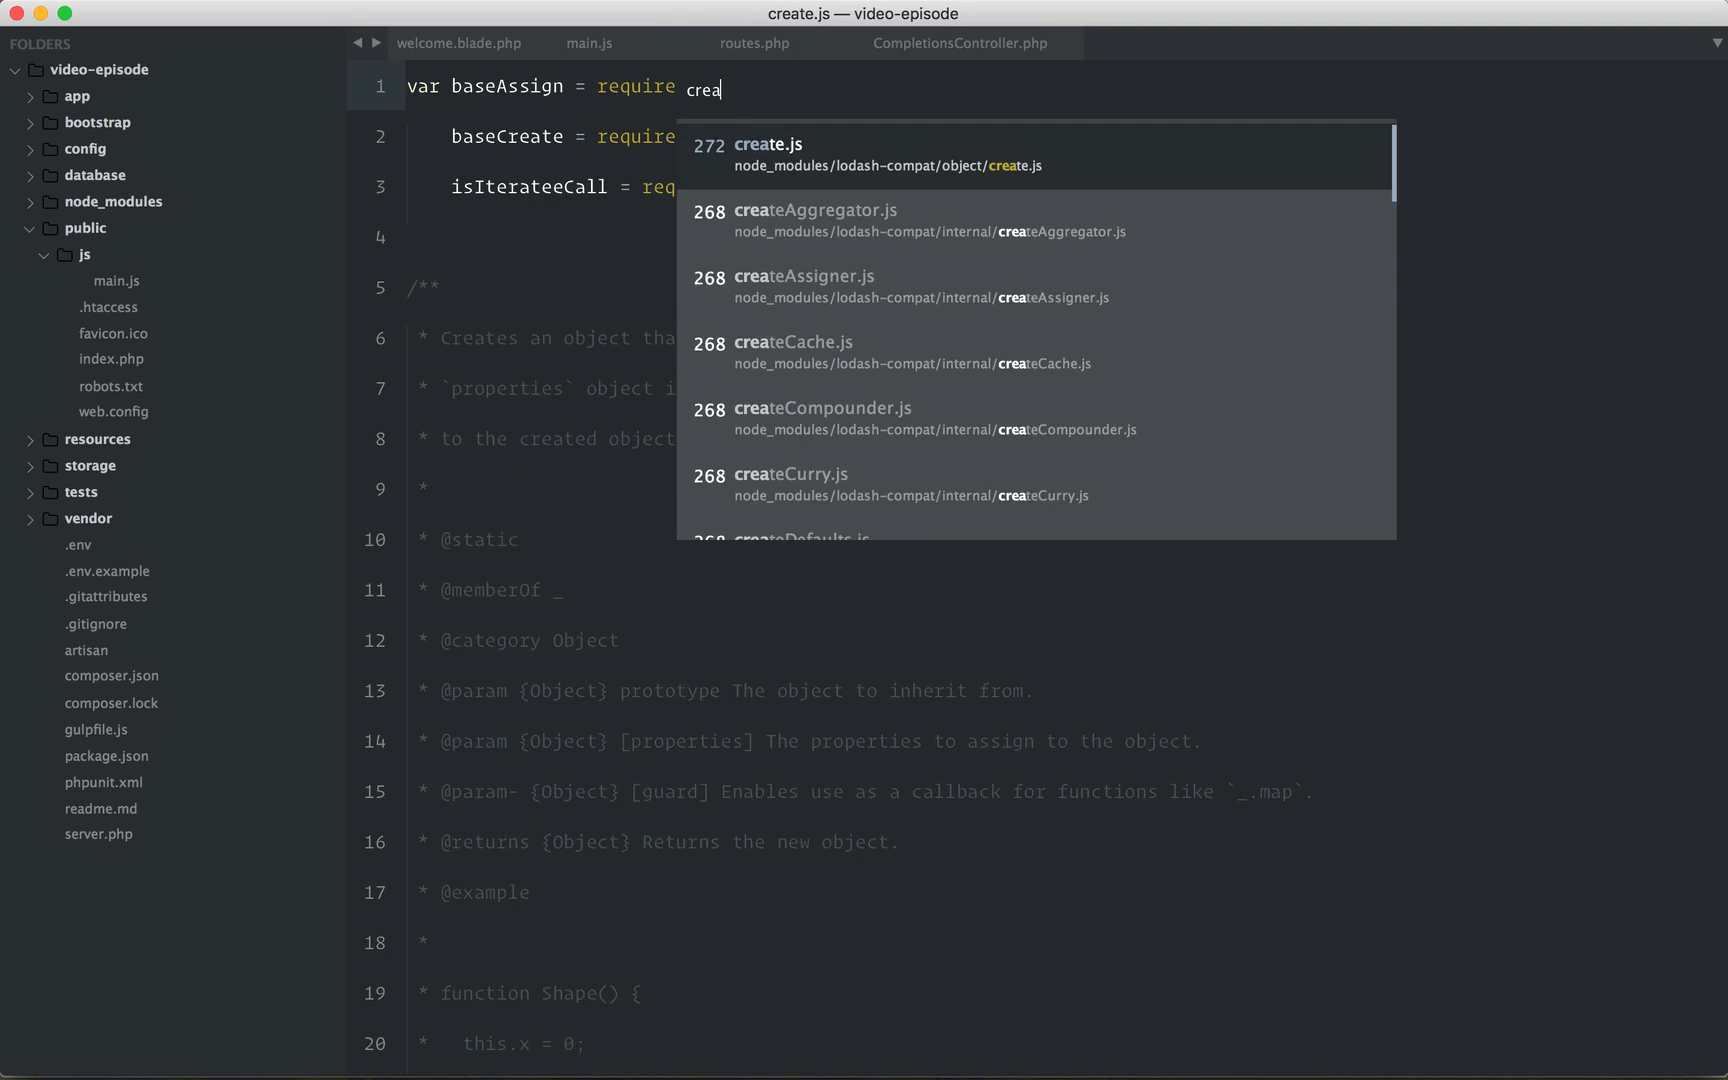 create.js — video-episode
FOLDERS
video-episode
app
bootstrap
config
database
node_modules
public
js
main.js
.htaccess
favicon.ico
index.php
robots.txt
web.config
resources
storage
tests
vendor
.env
.env.example
.gitattributes
.gitignore
artisan
composer.json
composer.lock
gulpfile.js
package.json
phpunit.xml
readme.md
server.php
welcome.blade.php main.js routes.php CompletionsController.php
1 var baseAssign = require
2 baseCreate = require
3 isIterateeCall = req
4
5 /**
6 * Creates an object tha
7 * `properties` object i
8 * to the created object
9 *
10 * @static
11 * @memberOf _
12 * @category Object
13 * @param {Object} prototype The object to inherit from.
14 * @param {Object} [properties] The properties to assign to the object.
15 * @param- {Object} [guard] Enables use as a callback for functions like `_.map`.
16 * @returns {Object} Returns the new object.
17 * @example
18 *
19 * function Shape() {
20 * this.x = 0;
crea
272 create.js
node_modules/lodash-compat/object/create.js
268 createAggregator.js
node_modules/lodash-compat/internal/createAggregator.js
268 createAssigner.js
node_modules/lodash-compat/internal/createAssigner.js
268 createCache.js
node_modules/lodash-compat/internal/createCache.js
268 createCompounder.js
node_modules/lodash-compat/internal/createCompounder.js
268 createCurry.js
node_modules/lodash-compat/internal/createCurry.js
268 createDefaults.js